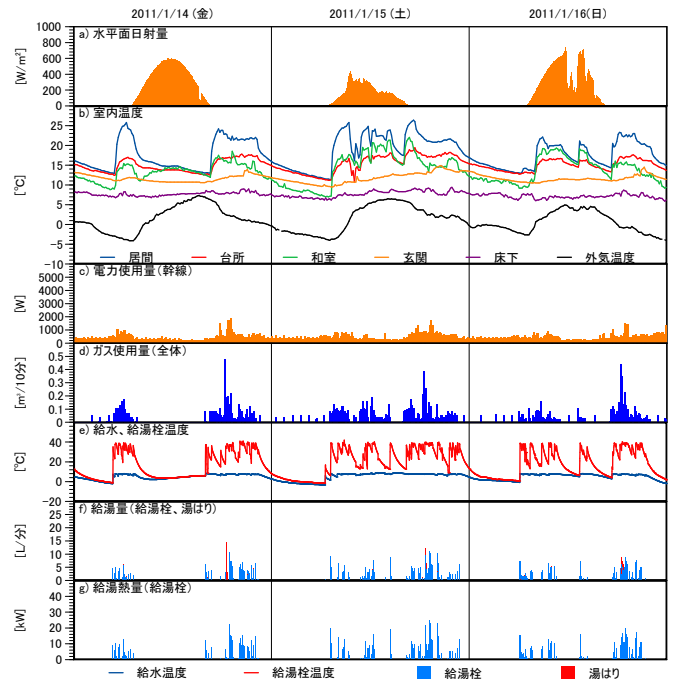 2011/1/14 (金) 2011/1/15 (土) 2011/1/16(日)
a) 水平面日射量
[W/m²]
1000
800
600
400
200
0
b) 室内温度
[℃]
25
20
15
10
5
0
−5
−10
居間 台所 和室 玄関 床下 外気温度
c) 電力使用量(幹線)
[W]
5000
4000
3000
2000
1000
0
d) ガス使用量(全体)
[m³/10分]
0.5
0.4
0.3
0.2
0.1
0
e) 給水、給湯栓温度
[℃]
40
20
0
−20
f) 給湯量(給湯栓、湯はり)
[L/分]
25
20
15
10
5
0
g) 給湯熱量(給湯栓)
[kW]
40
30
20
10
0
給水温度 給湯栓温度 給湯栓 湯はり